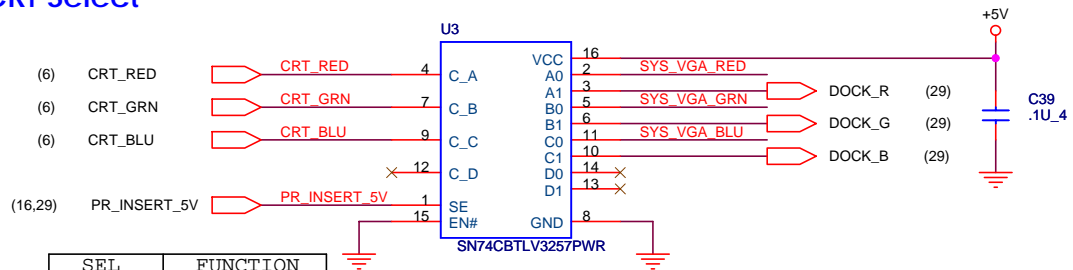 CRT Select
+5V
U3
(6) CRT_RED CRT_RED 4 C_A VCC 16
A0 2 SYS_VGA_RED
A1 3 DOCK_R (29)
(6) CRT_GRN CRT_GRN 7 C_B B0 5 SYS_VGA_GRN
B1 6 DOCK_G (29)
C39
.1U_4
(6) CRT_BLU CRT_BLU 9 C_C C0 11 SYS_VGA_BLU
C1 10 DOCK_B (29)
12 C_D D0 14
D1 13
(16,29) PR_INSERT_5V PR_INSERT_5V 1 SE
15 EN# GND 8
SN74CBTLV3257PWR
SEL FUNCTION